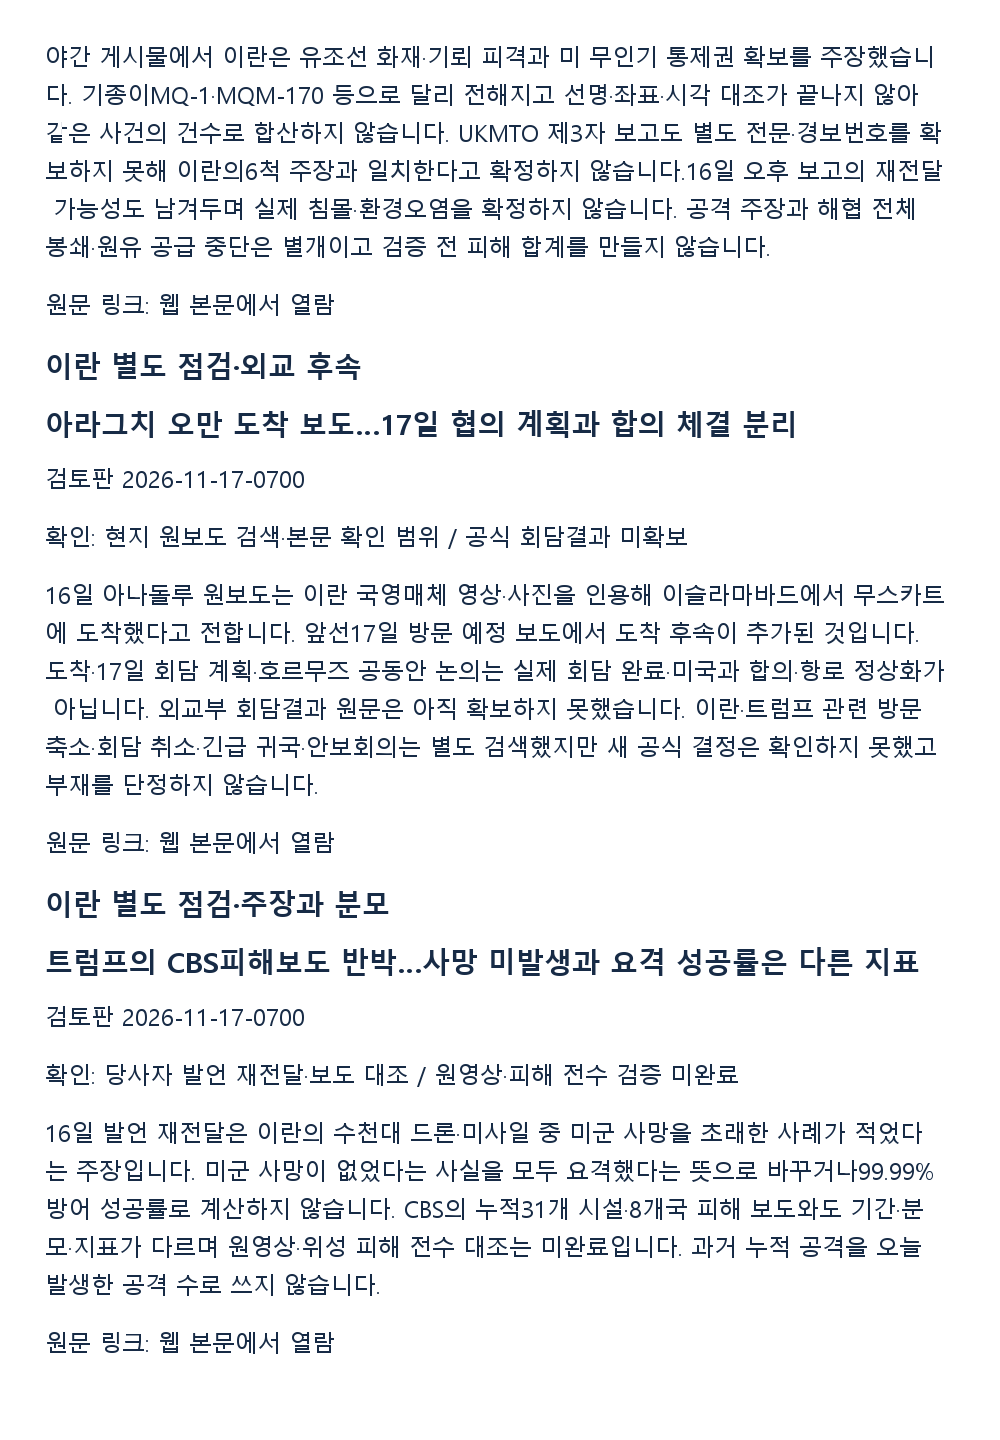 야간 게시물에서 이란은 유조선 화재·기뢰 피격과 미 무인기 통제권 확보를 주장했습니
다. 기종이MQ-1·MQM-170 등으로 달리 전해지고 선명·좌표·시각 대조가 끝나지 않아
같은 사건의 건수로 합산하지 않습니다. UKMTO 제3자 보고도 별도 전문·경보번호를 확
보하지 못해 이란의6척 주장과 일치한다고 확정하지 않습니다.16일 오후 보고의 재전달
가능성도 남겨두며 실제 침몰·환경오염을 확정하지 않습니다. 공격 주장과 해협 전체
봉쇄·원유 공급 중단은 별개이고 검증 전 피해 합계를 만들지 않습니다.
원문 링크: 웹 본문에서 열람
이란 별도 점검·외교 후속
아라그치 오만 도착 보도...17일 협의 계획과 합의 체결 분리
검토판 2026-11-17-0700
확인: 현지 원보도 검색·본문 확인 범위 / 공식 회담결과 미확보
16일 아나돌루 원보도는 이란 국영매체 영상·사진을 인용해 이슬라마바드에서 무스카트
에 도착했다고 전합니다. 앞선17일 방문 예정 보도에서 도착 후속이 추가된 것입니다.
도착·17일 회담 계획·호르무즈 공동안 논의는 실제 회담 완료·미국과 합의·항로 정상화가
아닙니다. 외교부 회담결과 원문은 아직 확보하지 못했습니다. 이란·트럼프 관련 방문
축소·회담 취소·긴급 귀국·안보회의는 별도 검색했지만 새 공식 결정은 확인하지 못했고
부재를 단정하지 않습니다.
원문 링크: 웹 본문에서 열람
이란 별도 점검·주장과 분모
트럼프의 CBS피해보도 반박...사망 미발생과 요격 성공률은 다른 지표
검토판 2026-11-17-0700
확인: 당사자 발언 재전달·보도 대조 / 원영상·피해 전수 검증 미완료
16일 발언 재전달은 이란의 수천대 드론·미사일 중 미군 사망을 초래한 사례가 적었다
는 주장입니다. 미군 사망이 없었다는 사실을 모두 요격했다는 뜻으로 바꾸거나99.99%
방어 성공률로 계산하지 않습니다. CBS의 누적31개 시설·8개국 피해 보도와도 기간·분
모·지표가 다르며 원영상·위성 피해 전수 대조는 미완료입니다. 과거 누적 공격을 오늘
발생한 공격 수로 쓰지 않습니다.
원문 링크: 웹 본문에서 열람